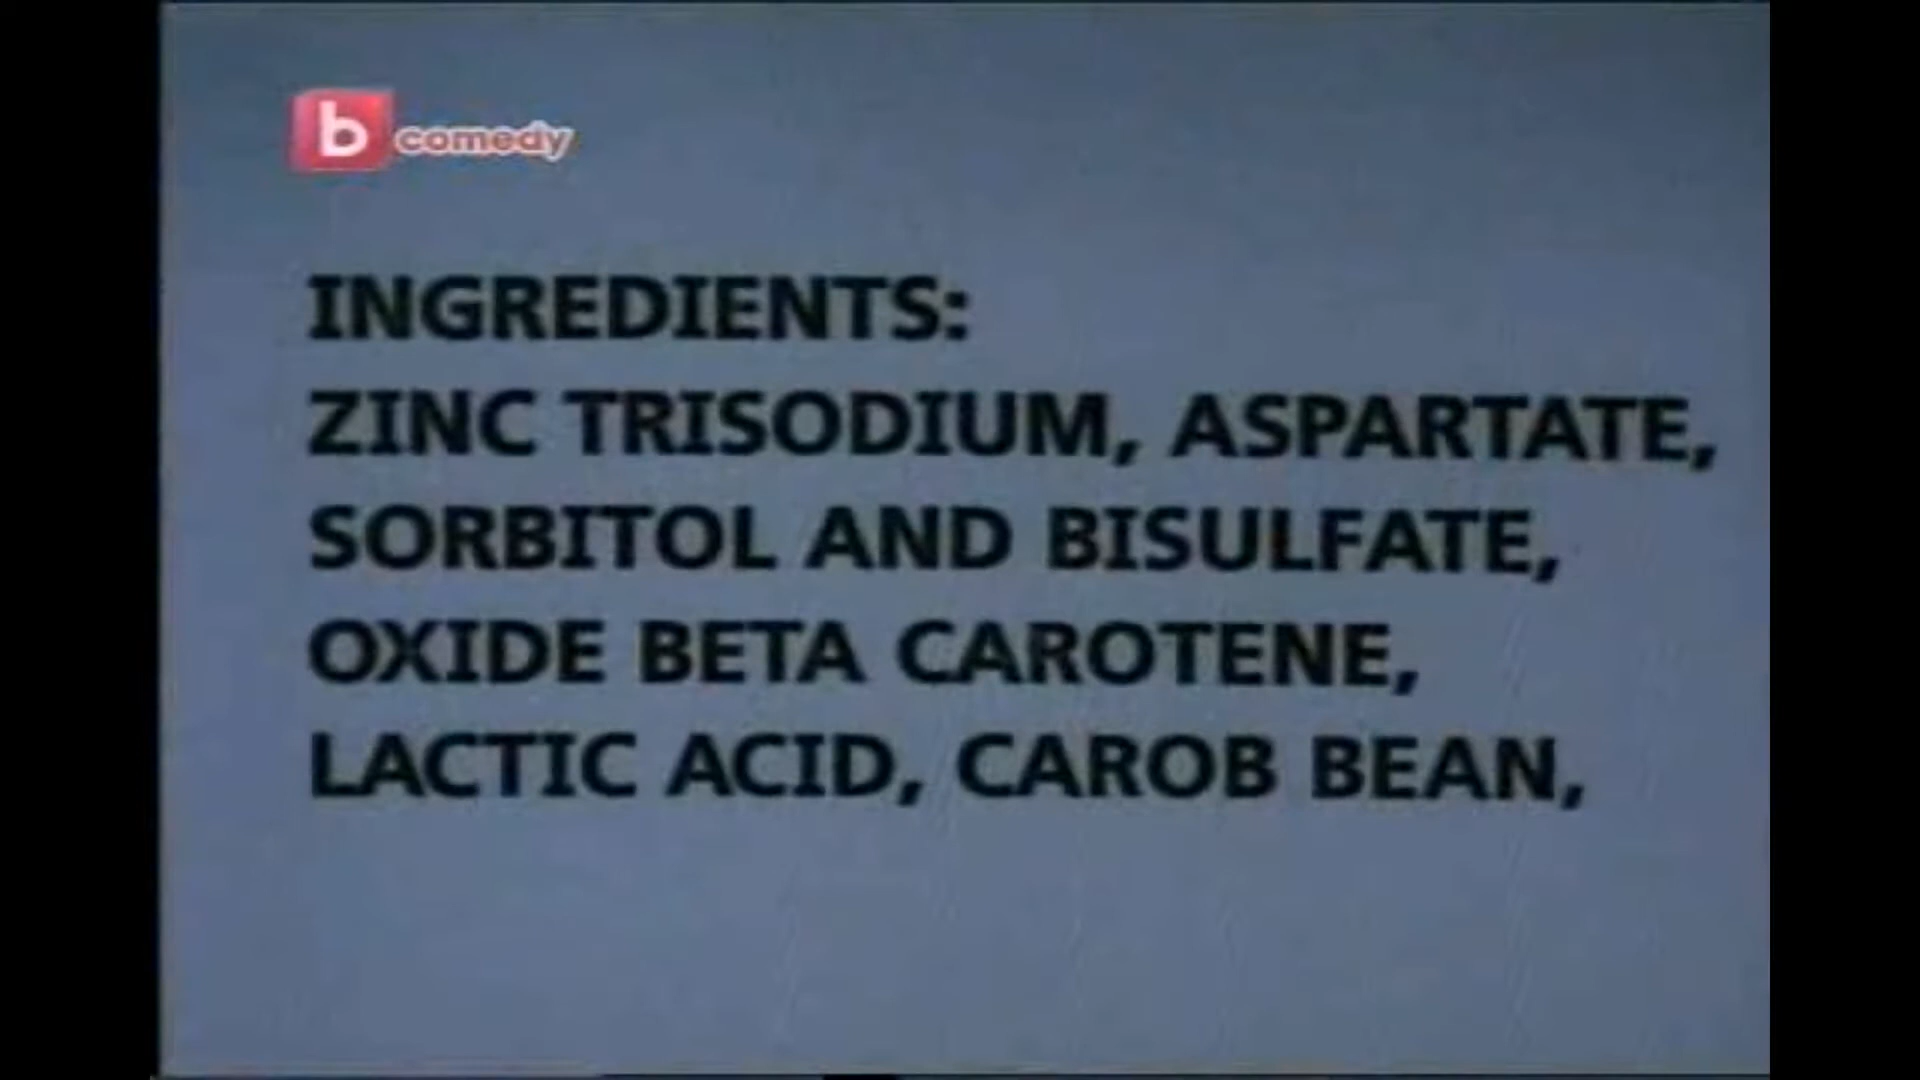 b comedy
INGREDIENTS:
ZINC TRISODIUM, ASPARTATE,
SORBITOL AND BISULFATE,
OXIDE BETA CAROTENE,
LACTIC ACID, CAROB BEAN,